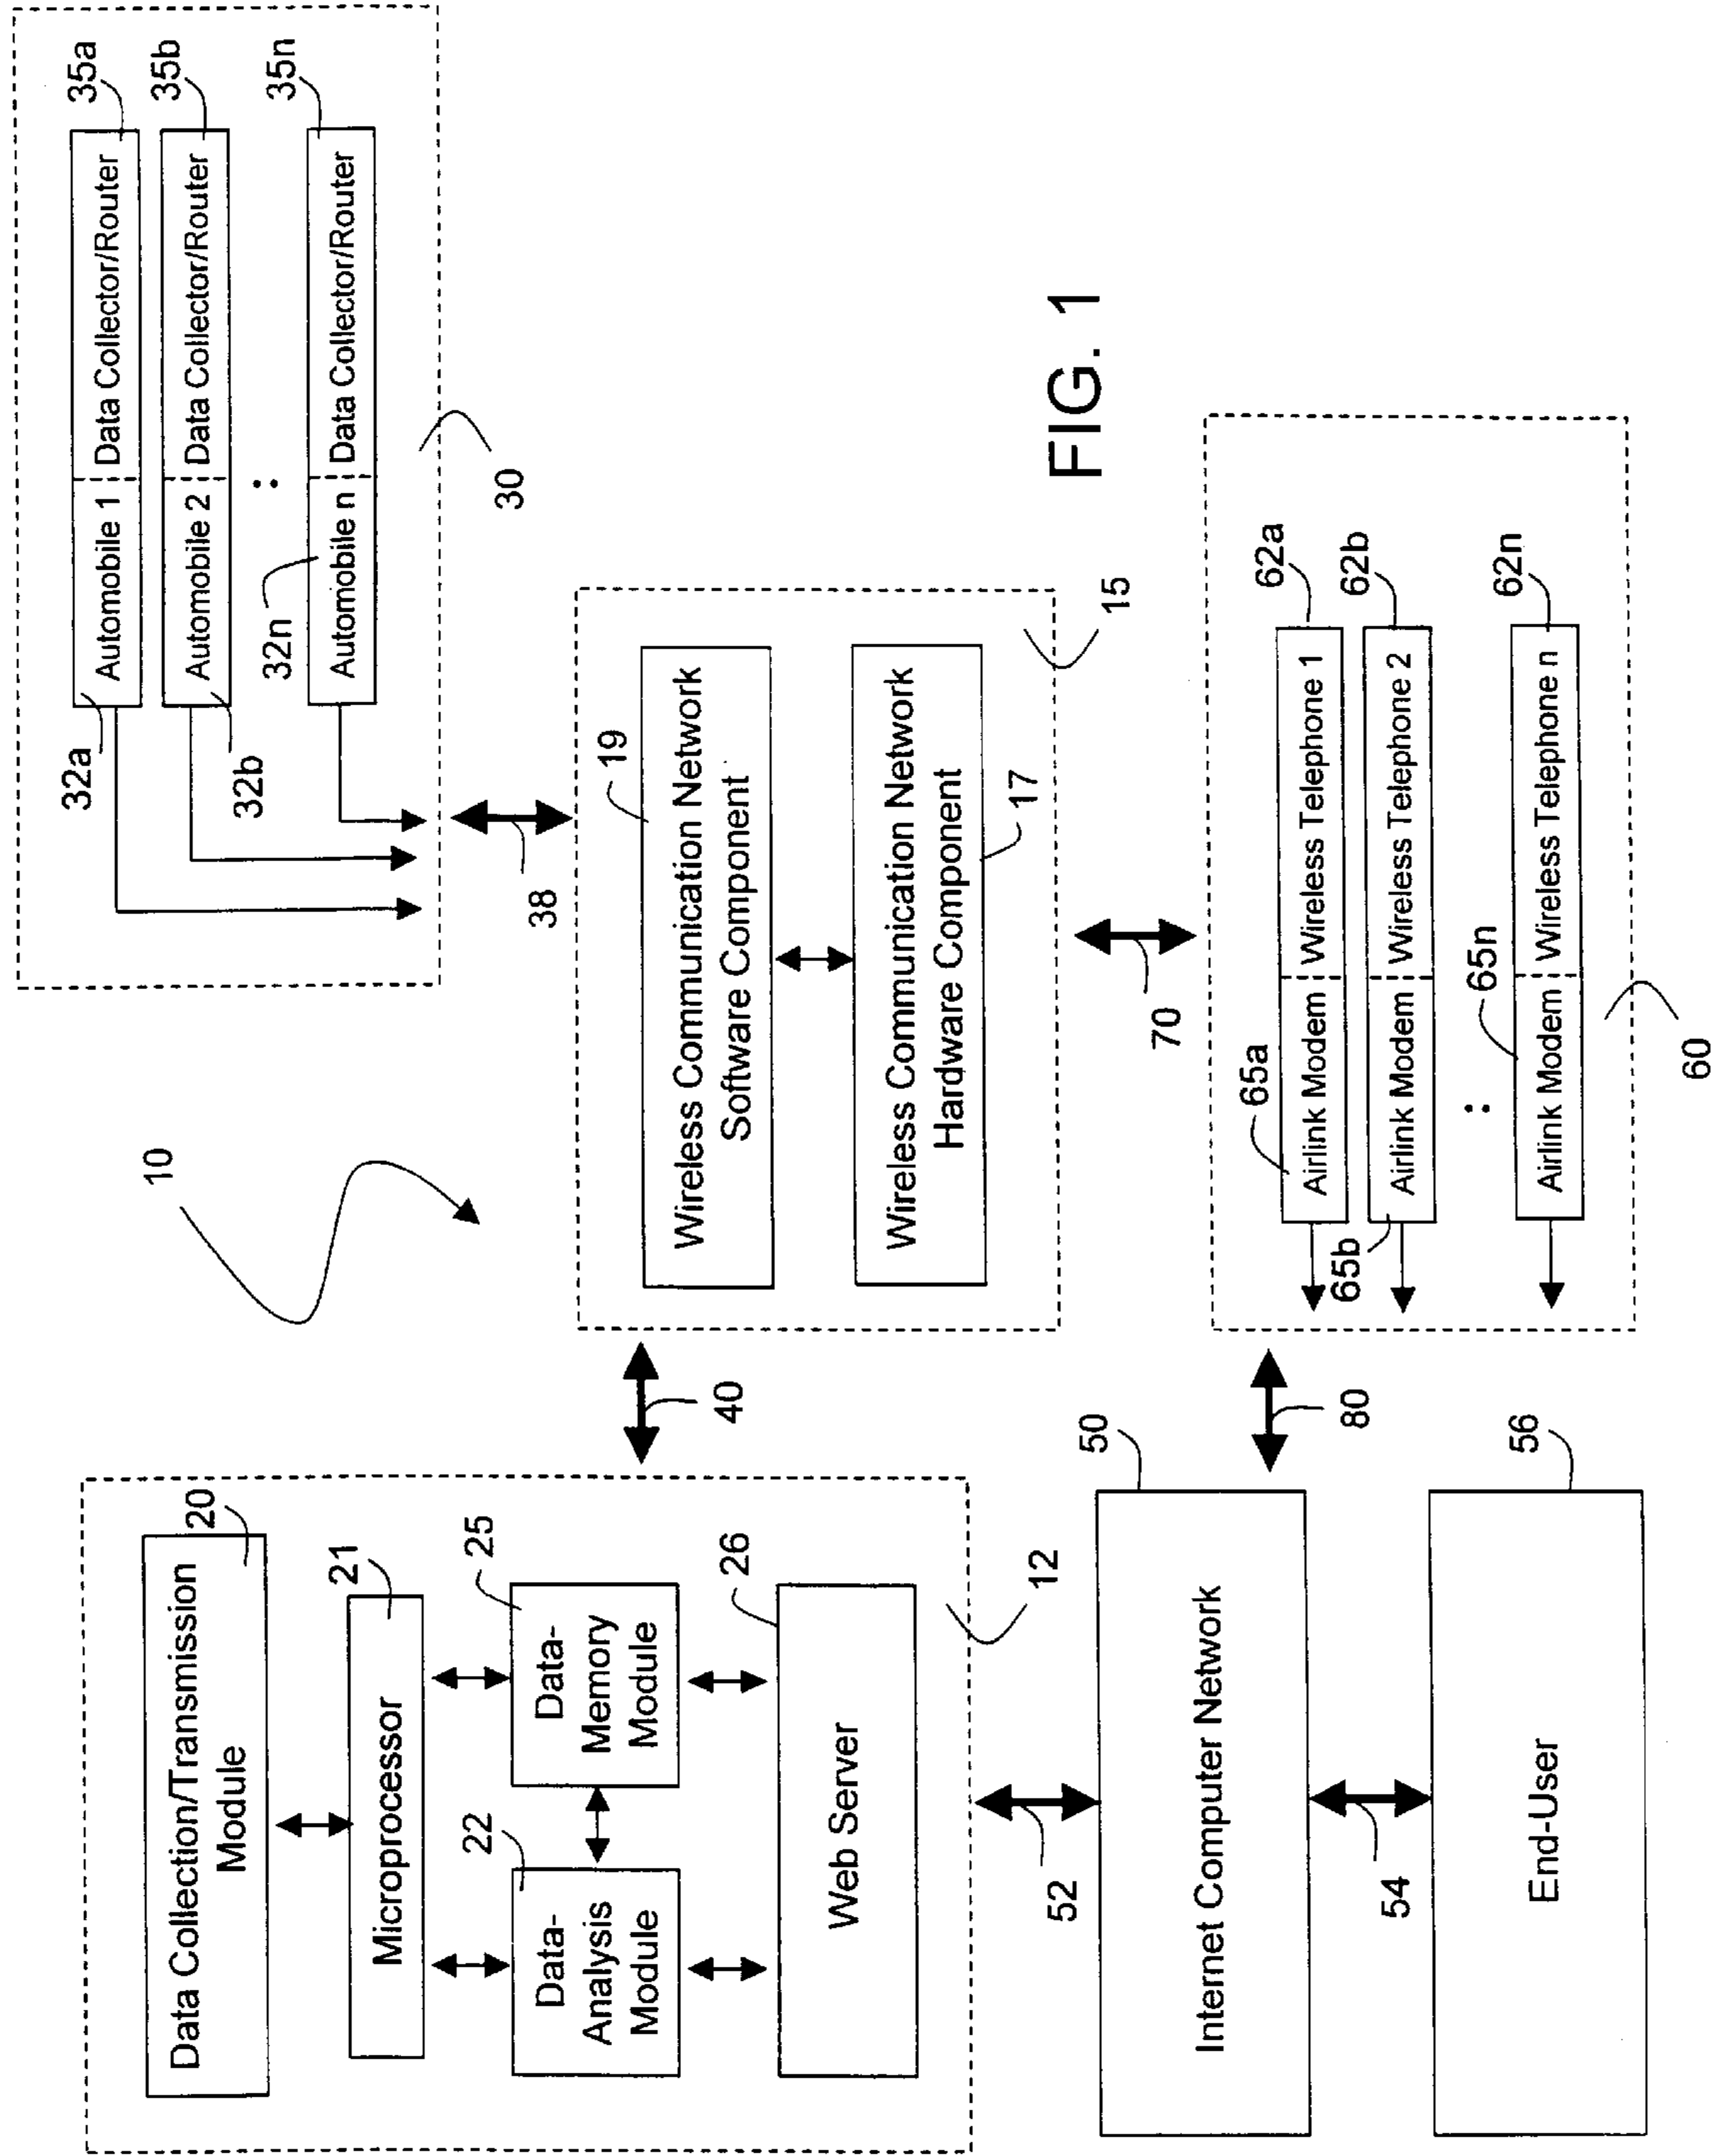 10
Data Collection/Transmission
Module
20
Microprocessor
21
Data-
Analysis
Module
22
Data-
Memory
Module
25
Web Server
26
12
52
Internet Computer Network
50
54
End-User
56
40
80
Automobile 1
Data Collector/Router
32a
35a
Automobile 2
Data Collector/Router
32b
35b
:
Automobile n
Data Collector/Router
32n
35n
30
38
Wireless Communication Network
Software Component
19
Wireless Communication Network
Hardware Component
17
15
70
Airlink Modem
Wireless Telephone 1
65a
62a
Airlink Modem
Wireless Telephone 2
65b
62b
:
Airlink Modem
Wireless Telephone n
65n
62n
60
FIG. 1